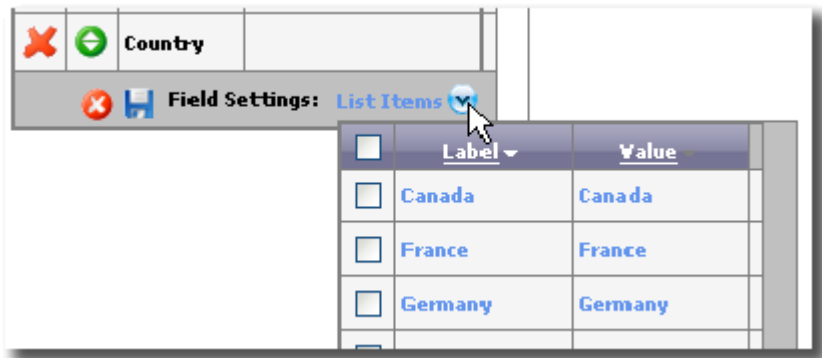 Country
Field Settings: List Items
Label Value
Canada Canada
France France
Germany Germany